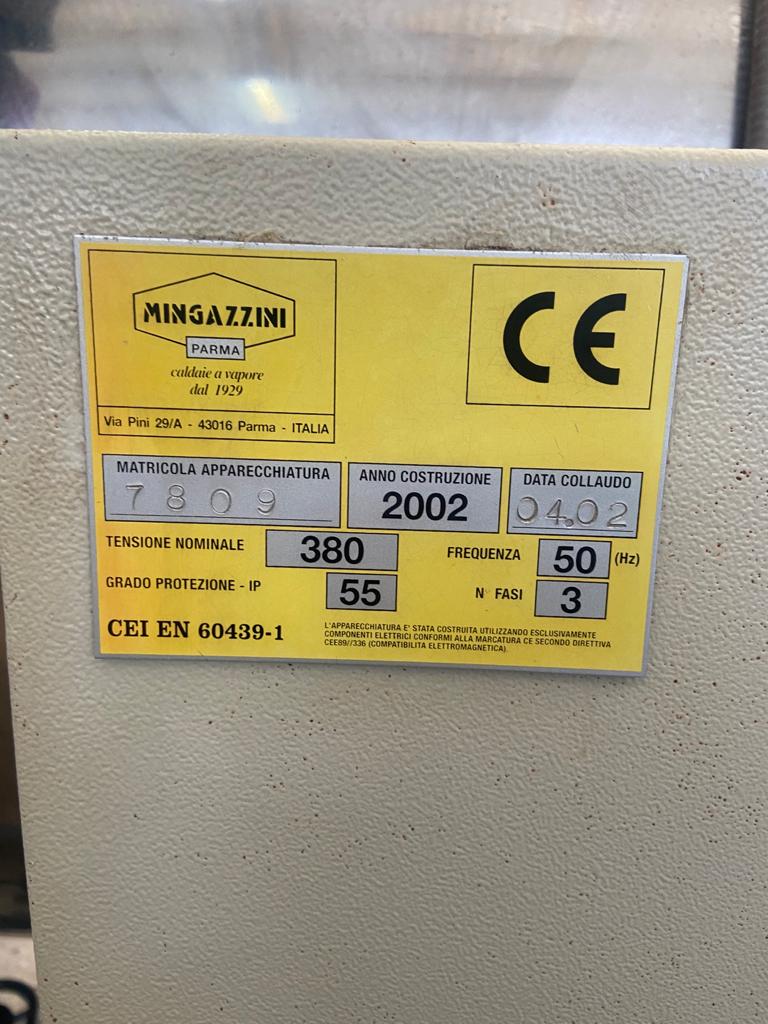 MINGAZZINI
PARMA
caldaie a vapore
dal 1929
Via Pini 29/A - 43016 Parma - ITALIA
CE
MATRICOLA APPARECCHIATURA
7809
ANNO COSTRUZIONE
2002
DATA COLLAUDO
04.02
TENSIONE NOMINALE 380
FREQUENZA 50 (Hz)
GRADO PROTEZIONE - IP 55
N° FASI 3
CEI EN 60439-1
L'APPARECCHIATURA E' STATA COSTRUITA UTILIZZANDO ESCLUSIVAMENTE
COMPONENTI ELETTRICI CONFORMI ALLA MARCATURA CE SECONDO DIRETTIVA
CEE89//336 (COMPATIBILITA ELETTROMAGNETICA).